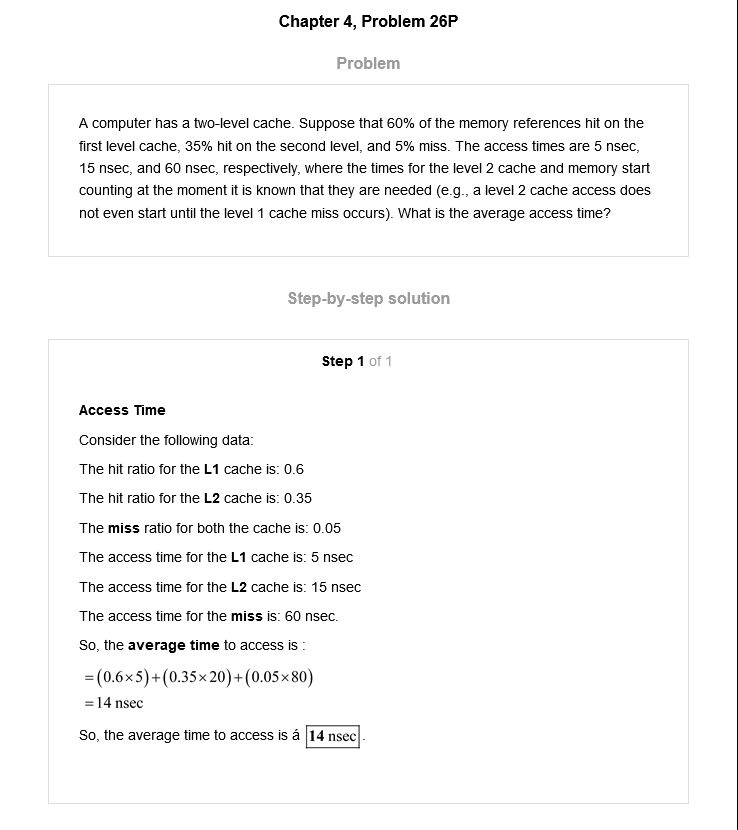 Chapter 4, Problem 26P
Problem
A computer has a two-level cache. Suppose that 60% of the memory references hit on the
first level cache, 35% hit on the second level, and 5% miss. The access times are 5 nsec,
15 nsec, and 60 nsec, respectively, where the times for the level 2 cache and memory start
counting at the moment it is known that they are needed (e.g., a level 2 cache access does
not even start until the level 1 cache miss occurs). What is the average access time?
Step-by-step solution
Step 1 of 1
Access Time
Consider the following data:
The hit ratio for the L1 cache is: 0.6
The hit ratio for the L2 cache is: 0.35
The miss ratio for both the cache is: 0.05
The access time for the L1 cache is: 5 nsec
The access time for the L2 cache is: 15 nsec
The access time for the miss is: 60 nsec.
So, the average time to access is :
=(0.6×5)+(0.35×20)+(0.05×80)
=14 nsec
So, the average time to access is á 14 nsec.